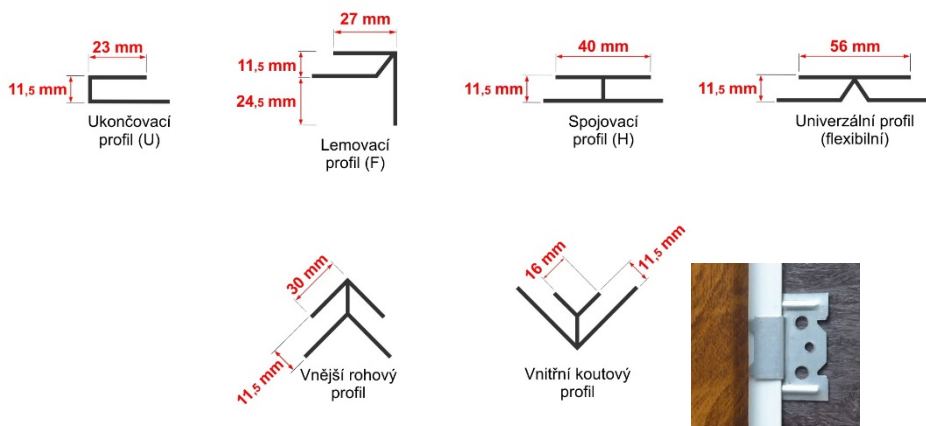 23 mm
11,5 mm
Ukončovací
profil (U)
27 mm
11,5 mm
24,5 mm
Lemovací
profil (F)
40 mm
11,5 mm
Spojovací
profil (H)
56 mm
11,5 mm
Univerzální profil
(flexibilní)
30 mm
11,5 mm
Vnější rohový
profil
16 mm
11,5 mm
Vnitřní koutový
profil